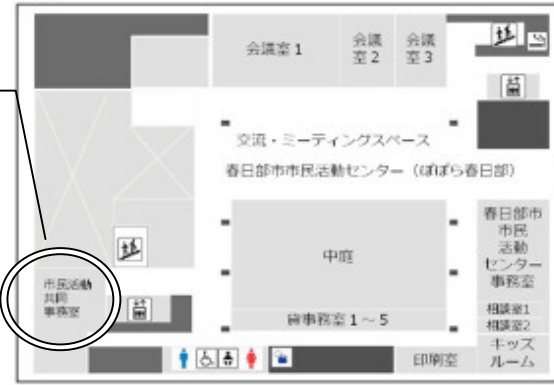 会議室１
会議
室２
会議
室３
交流・ミーティングスペース
春日部市市民活動センター（ぽぽら春日部）
中庭
貸事務室１～５
春日部市
市民
活動
センター
事務室
相談室1
相談室2
キッズ
ルーム
印刷室
市民活動
共同
事務室